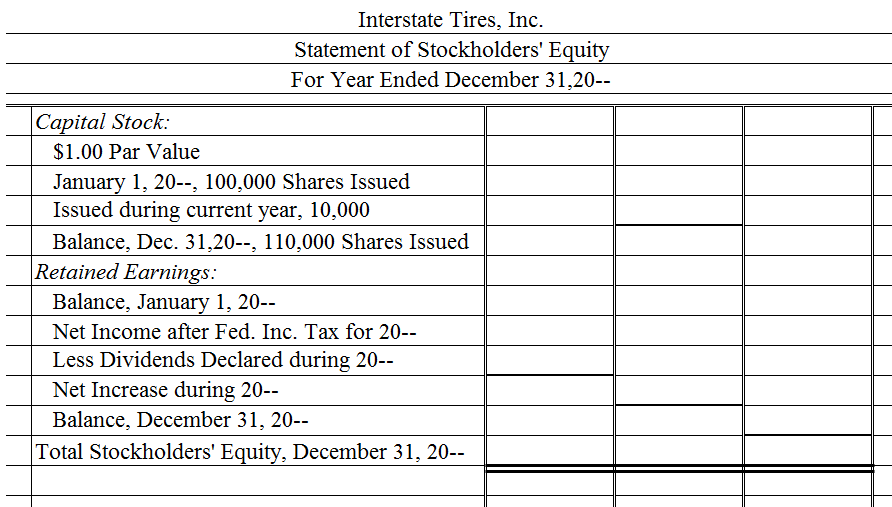 Interstate Tires, Inc.
Statement of Stockholders' Equity
For Year Ended December 31,20--
Capital Stock:
$1.00 Par Value
January 1, 20--, 100,000 Shares Issued
Issued during current year, 10,000
Balance, Dec. 31,20--, 110,000 Shares Issued
Retained Earnings:
Balance, January 1, 20--
Net Income after Fed. Inc. Tax for 20--
Less Dividends Declared during 20--
Net Increase during 20--
Balance, December 31, 20--
Total Stockholders' Equity, December 31, 20--